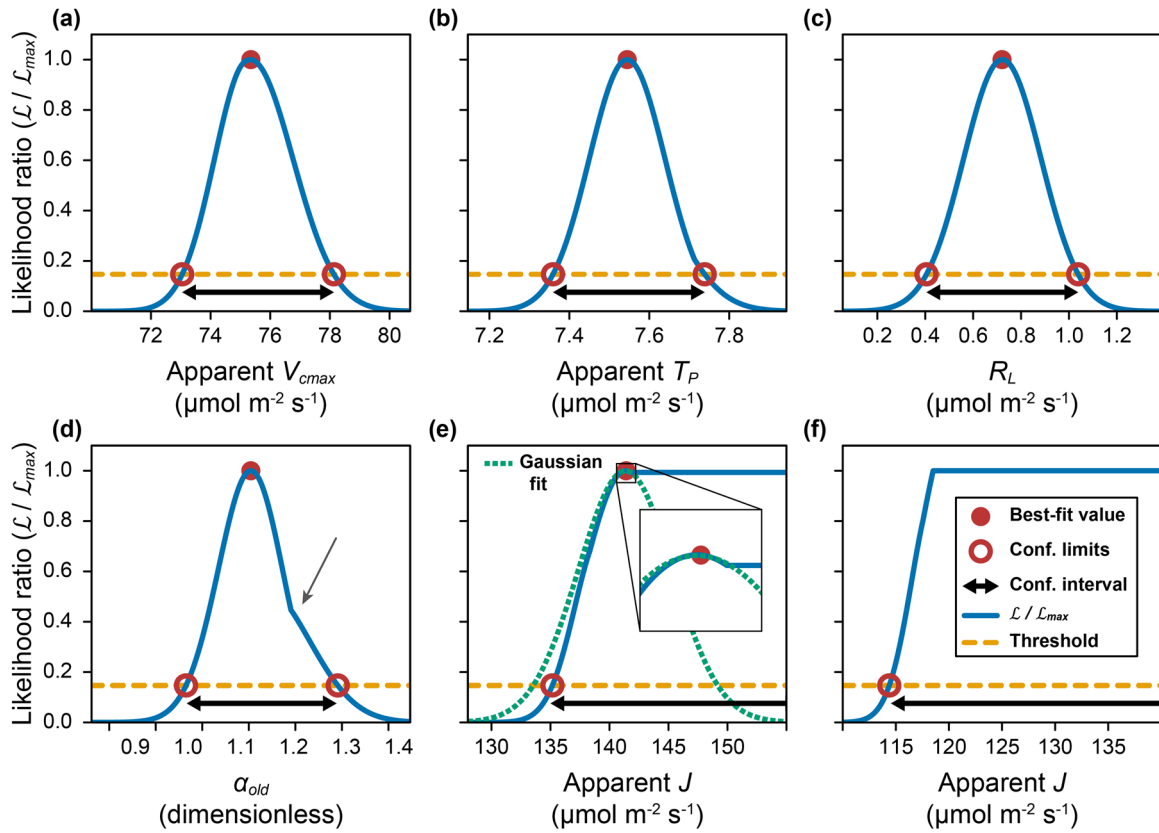 (a)
(b)
(c)
Likelihood ratio (ℒ / ℒmax)
1.0
0.8
0.6
0.4
0.2
0.0
72 74 76 78 80
7.2 7.4 7.6 7.8
0.2 0.4 0.6 0.8 1.0 1.2
Apparent Vcmax
(µmol m⁻² s⁻¹)
Apparent TP
(µmol m⁻² s⁻¹)
RL
(µmol m⁻² s⁻¹)
(d)
(e)
(f)
Likelihood ratio (ℒ / ℒmax)
1.0
0.8
0.6
0.4
0.2
0.0
Gaussian
fit
Best-fit value
Conf. limits
Conf. interval
ℒ / ℒmax
Threshold
0.9 1.0 1.1 1.2 1.3 1.4
130 135 140 145 150
115 120 125 130 135
αold
(dimensionless)
Apparent J
(µmol m⁻² s⁻¹)
Apparent J
(µmol m⁻² s⁻¹)